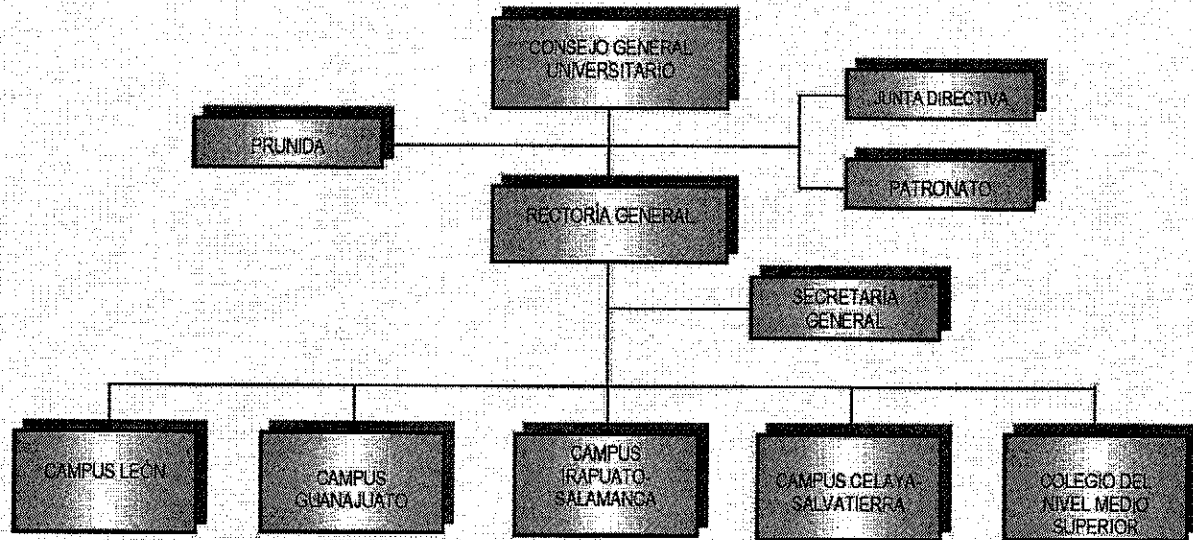 CONSEJO GENERAL
UNIVERSITARIO
JUNTA DIRECTIVA
PRUNIDA
PATRONATO
RECTORÍA GENERAL
SECRETARÍA
GENERAL
CAMPUS LEÓN
CAMPUS
GUANAJUATO
CAMPUS
IRAPUATO-
SALAMANCA
CAMPUS CELAYA-
SALVATIERRA
COLEGIO DEL
NIVEL MEDIO
SUPERIOR